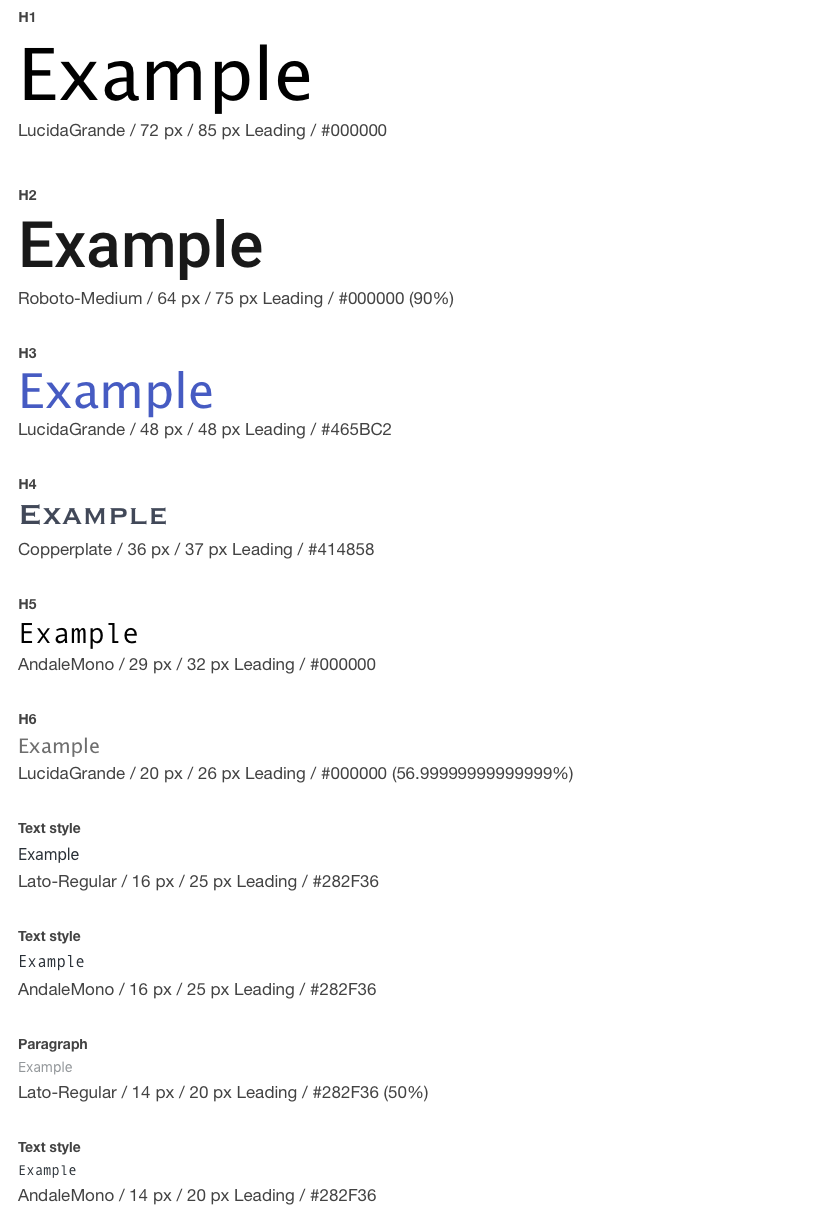 H1
Example
LucidaGrande / 72 px / 85 px Leading / #000000
H2
Example
Roboto-Medium / 64 px / 75 px Leading / #000000 (90%)
H3
Example
LucidaGrande / 48 px / 48 px Leading / #465BC2
H4
Example
Copperplate / 36 px / 37 px Leading / #414858
H5
Example
AndaleMono / 29 px / 32 px Leading / #000000
H6
Example
LucidaGrande / 20 px / 26 px Leading / #000000 (56.99999999999999%)
Text style
Example
Lato-Regular / 16 px / 25 px Leading / #282F36
Text style
Example
AndaleMono / 16 px / 25 px Leading / #282F36
Paragraph
Example
Lato-Regular / 14 px / 20 px Leading / #282F36 (50%)
Text style
Example
AndaleMono / 14 px / 20 px Leading / #282F36